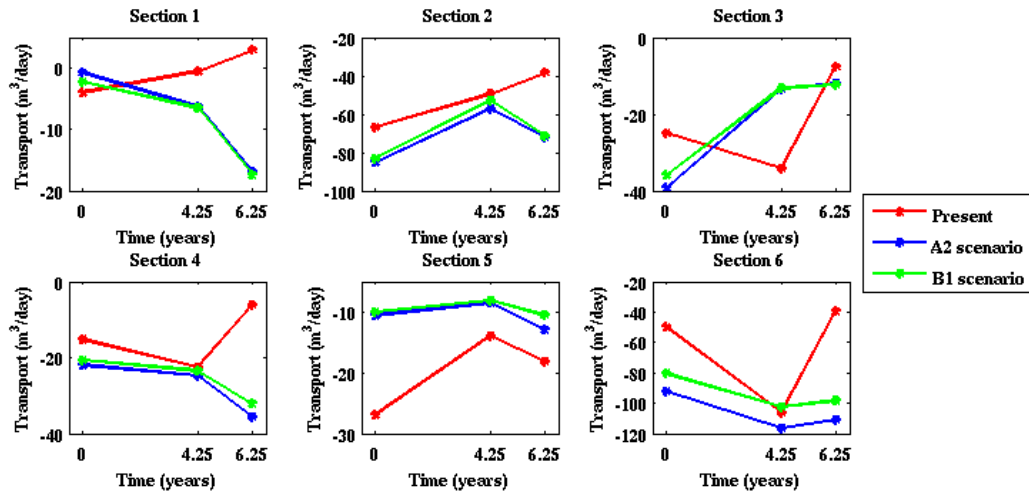 Section 1
Transport (m³/day)
0
-10
-20
0
4.25
6.25
Time (years)
Section 2
Transport (m³/day)
-20
-40
-60
-80
-100
0
4.25
6.25
Time (years)
Section 3
Transport (m³/day)
0
-20
-40
0
4.25
6.25
Time (years)
Present
A2 scenario
B1 scenario
Section 4
Transport (m³/day)
0
-20
-40
0
4.25
6.25
Time (years)
Section 5
Transport (m³/day)
-10
-20
-30
0
4.25
6.25
Time (years)
Section 6
Transport (m³/day)
-20
-40
-60
-80
-100
-120
0
4.25
6.25
Time (years)